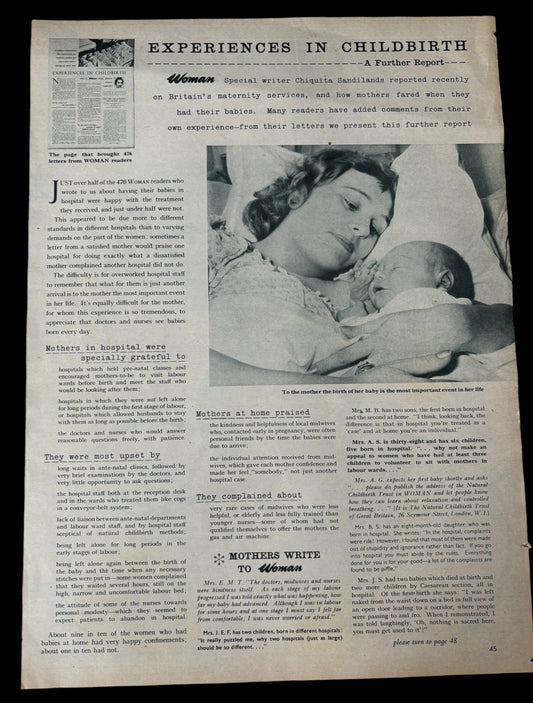 EXPERIENCES IN CHILDBIRTH
A Further Report
Woman Special writer Chiquita Sandilands reported recently
on Britain's maternity services, and how mothers fared when they
had their babies. Many readers have added comments from their
own experience—from their letters we present this further report
EXPERIENCES IN CHILDBIRTH
The page that brought 476
letters from WOMAN readers
JUST over half of the 476 WOMAN readers who
wrote to us about having their babies in
hospital were happy with the treatment
they received, and just under half were not.
This appeared to be due more to different
standards in different hospitals than to varying
demands on the part of the women: sometimes a
letter from a satisfied mother would praise one
hospital for doing exactly what a dissatisfied
mother complained another hospital did not do.
The difficulty is for overworked hospital staff
to remember that what for them is just another
arrival is to the mother the most important event
in her life. It's equally difficult for the mother,
for whom this experience is so tremendous, to
appreciate that doctors and nurses see babies
born every day.
Mothers in hospital were
specially grateful to
hospitals which held pre-natal classes and
encouraged mothers-to-be to visit labour
wards before birth and meet the staff who
would be looking after them;
hospitals in which they were not left alone
for long periods during the first stage of labour,
or hospitals which allowed husbands to stay
with them as long as possible before the birth;
the doctors and nurses who would answer
reasonable questions freely, with patience.
They were most upset by
long waits in ante-natal clinics, followed by
very brief examinations by the doctors, and
very little opportunity to ask questions;
the hospital staff both at the reception desk
and in the wards who treated them like cogs
in a conveyor-belt system;
lack of liaison between ante-natal departments
and labour ward staff, and by hospital staff
sceptical of natural childbirth methods;
being left alone for long periods in the
early stages of labour;
being left alone again between the birth of
the baby and the time when any necessary
stitches were put in—some women complained
that they waited several hours, still on the
high, narrow and uncomfortable labour bed;
the attitude of some of the nurses towards
personal modesty—which they seemed to
expect patients to abandon in hospital.
About nine in ten of the women who had
babies at home had very happy confinements;
about one in ten had not.
To the mother the birth of her baby is the most important event in her life
Mothers at home praised
the kindness and helpfulness of local midwives
who, contacted early in pregnancy, were often
personal friends by the time the babies were
due to arrive;
the individual attention received from mid-
wives, which gave each mother confidence and
made her feel "somebody," not just another
hospital case.
They complained about
very rare cases of midwives who were less
helpful, or elderly and less fully trained than
younger nurses—some of whom had not
qualified themselves to offer mothers the
gas and air machine.
* MOTHERS WRITE
TO Woman
Mrs. E. M. T. "The doctors, midwives and nurses
were kindness itself. As each stage of my labour
progressed I was told exactly what was happening, how
far my baby had advanced. Although I was in labour
for some hours and at one stage I must say I felt far
from comfortable, I was never worried or afraid."
Mrs. J. E. F. has two children, born in different hospitals:
"It really puzzled me, why two hospitals (just as large)
should be so different. . . ."
Mrs. M. B. has two sons, the first born in hospital
and the second at home. "I think, looking back, the
difference is that in hospital you're treated as a
'case' and at home you're an individual."
Mrs. A. S. is thirty-eight and has six children,
five born in hospital. ". . . why not make an
appeal to women who have had at least three
children to volunteer to sit with mothers in
labour wards. . . ."
Mrs. A. G. expects her first baby shortly and asks
". . . please do publish the address of the Natural
Childbirth Trust in WOMAN and let people know
how they can learn about relaxation and controlled
breathing. . . ." (It is The Natural Childbirth Trust
of Great Britain, 26 Seymour Street, London, W.1.)
Mrs. B. S. has an eight-month-old daughter who was
born in hospital. She writes: "In the hospital complaints
were rife! However, I found that most of them were made
out of stupidity and ignorance rather than fact. If you go
into hospital you must abide by the rules. Everything
done for you is for your good—a lot of the complaints are
found to be piffle."
Mrs. J. S. had two babies which died at birth and
two more children by Caesarean section, all in
hospital. Of the first birth she says: "I was left
naked from the waist down on a bed in full view of
an open door leading to a corridor, where people
were passing to and fro. When I remonstrated, I
was told laughingly, 'Oh, nothing is sacred here,
you must get used to it'!"
please turn to page 48
45